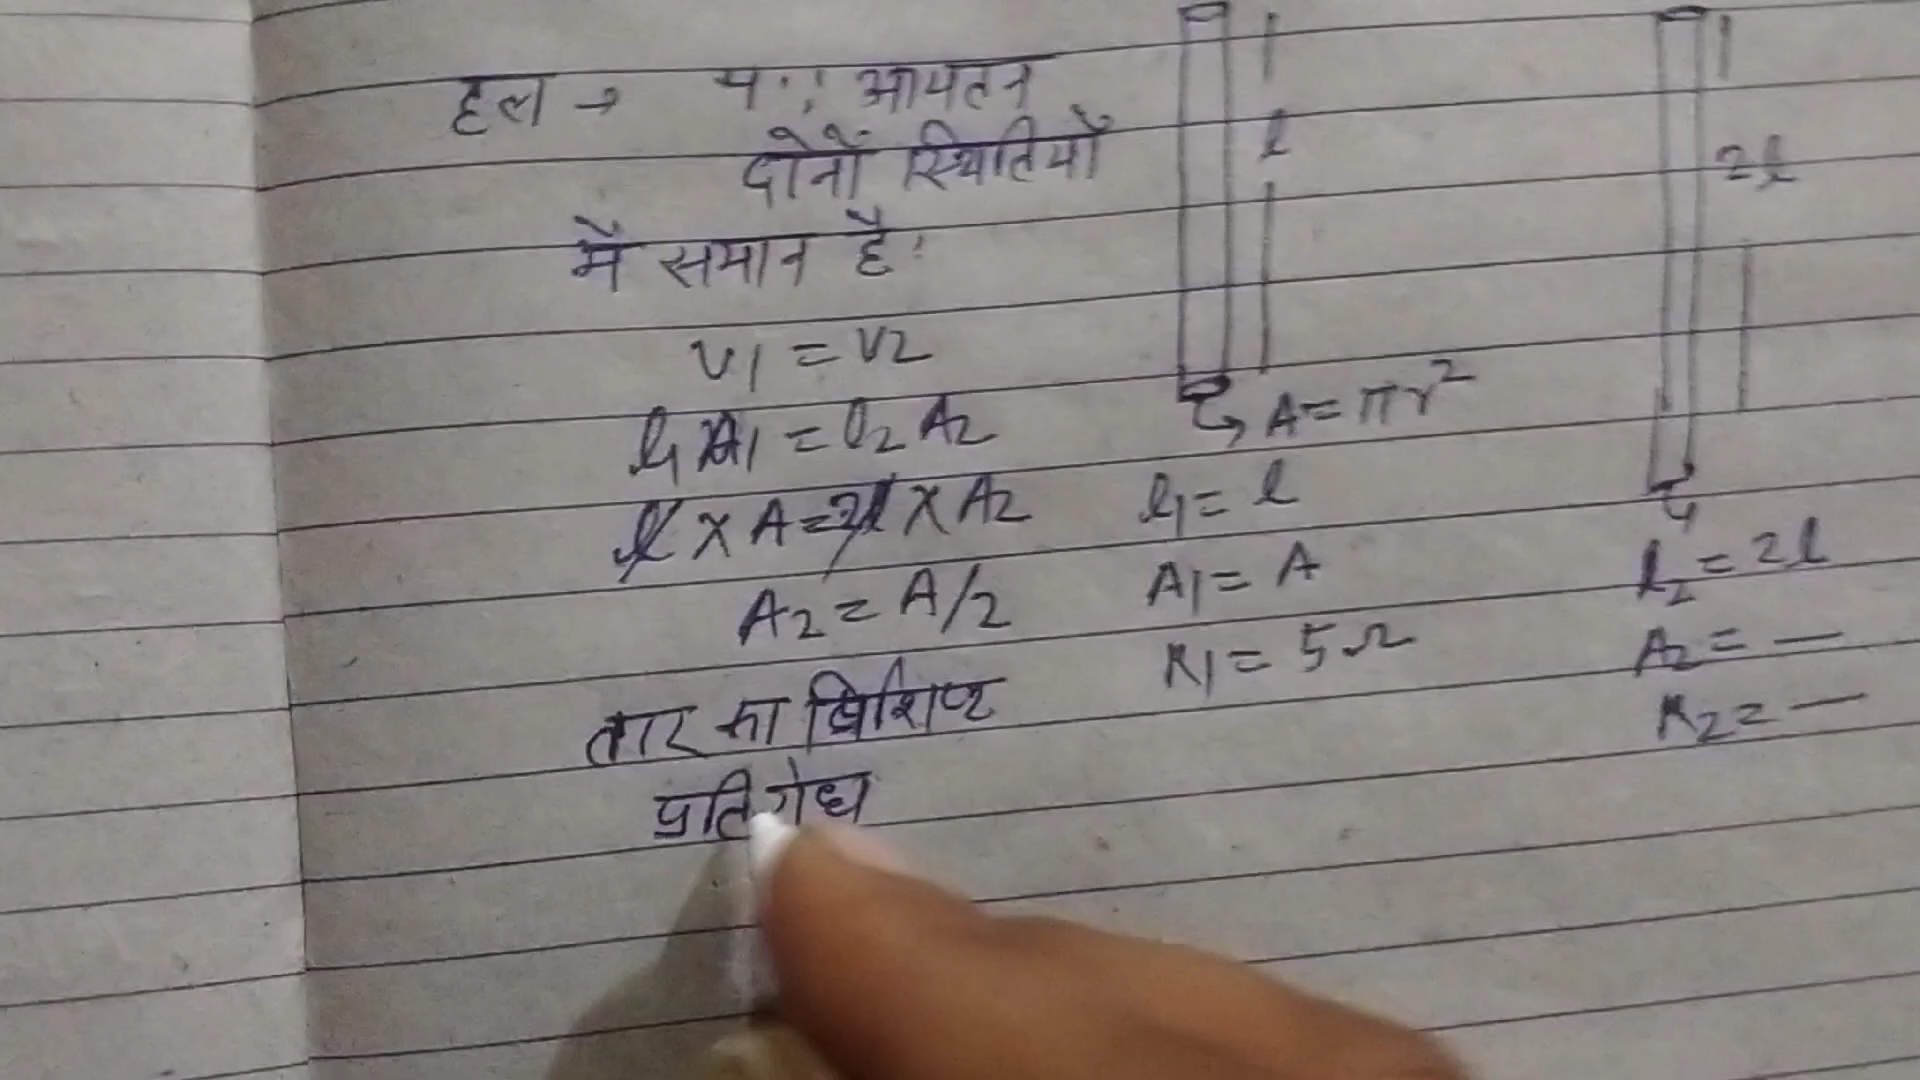 हल → य∵ आयतन
दोनों स्थितियों
में समान है
V1 = V2
l1 A1 = l2 A2
l × A = 2l × A2
A2 = A/2
तार का विशिष्ट
प्रतिरोध
l
A = πr²
l1 = l
A1 = A
R1 = 5Ω
2l
l2 = 2l
A2 = —
R2 = —